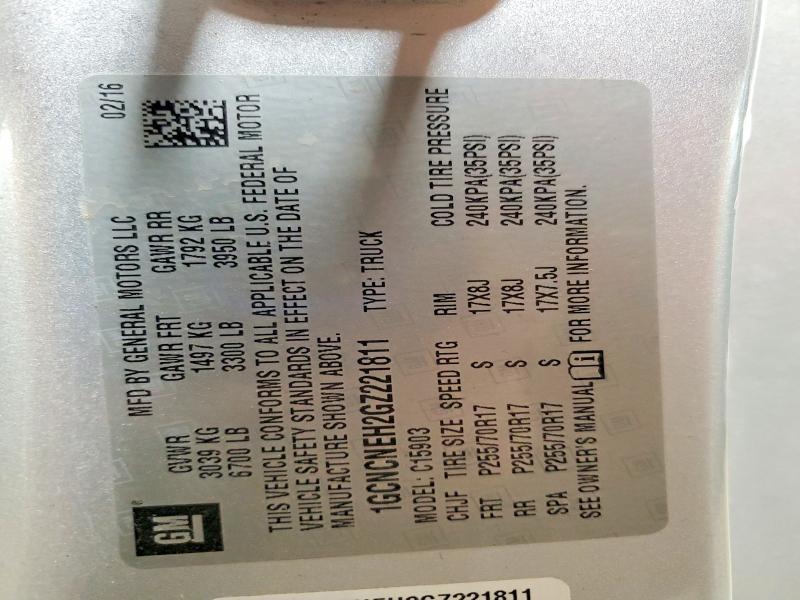 GM ®
MFD BY GENERAL MOTORS LLC 02/16
GVWR GAWR FRT GAWR RR
3039 KG 1497 KG 1792 KG
6700 LB 3300 LB 3950 LB
THIS VEHICLE CONFORMS TO ALL APPLICABLE U.S. FEDERAL MOTOR
VEHICLE SAFETY STANDARDS IN EFFECT ON THE DATE OF
MANUFACTURE SHOWN ABOVE.
1GCNCNEH2GZ221811 TYPE: TRUCK
MODEL: C15903
CHJF TIRE SIZE SPEED RTG RIM COLD TIRE PRESSURE
FRT P255/70R17 S 17X8J 240KPA(35PSI)
RR P255/70R17 S 17X8J 240KPA(35PSI)
SPA P255/70R17 S 17X7.5J 240KPA(35PSI)
SEE OWNER'S MANUAL FOR MORE INFORMATION.